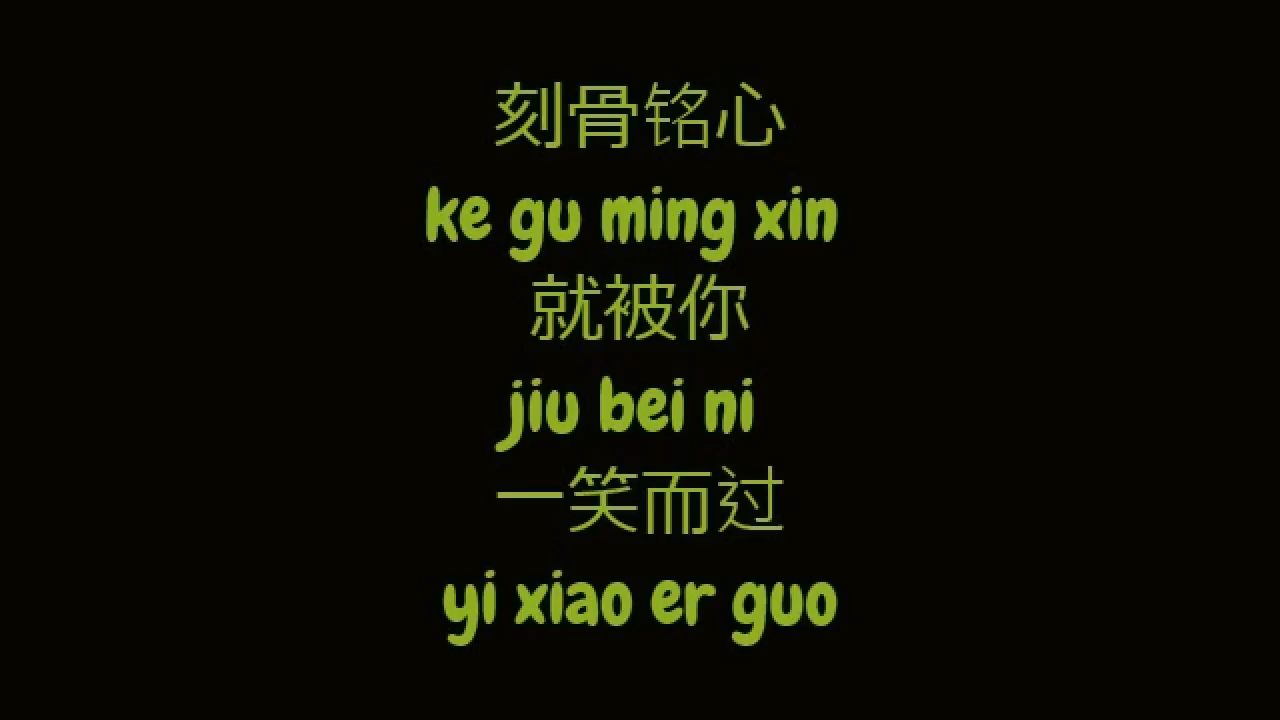 刻骨铭心
ke gu ming xin
就被你
jiu bei ni
一笑而过
yi xiao er guo